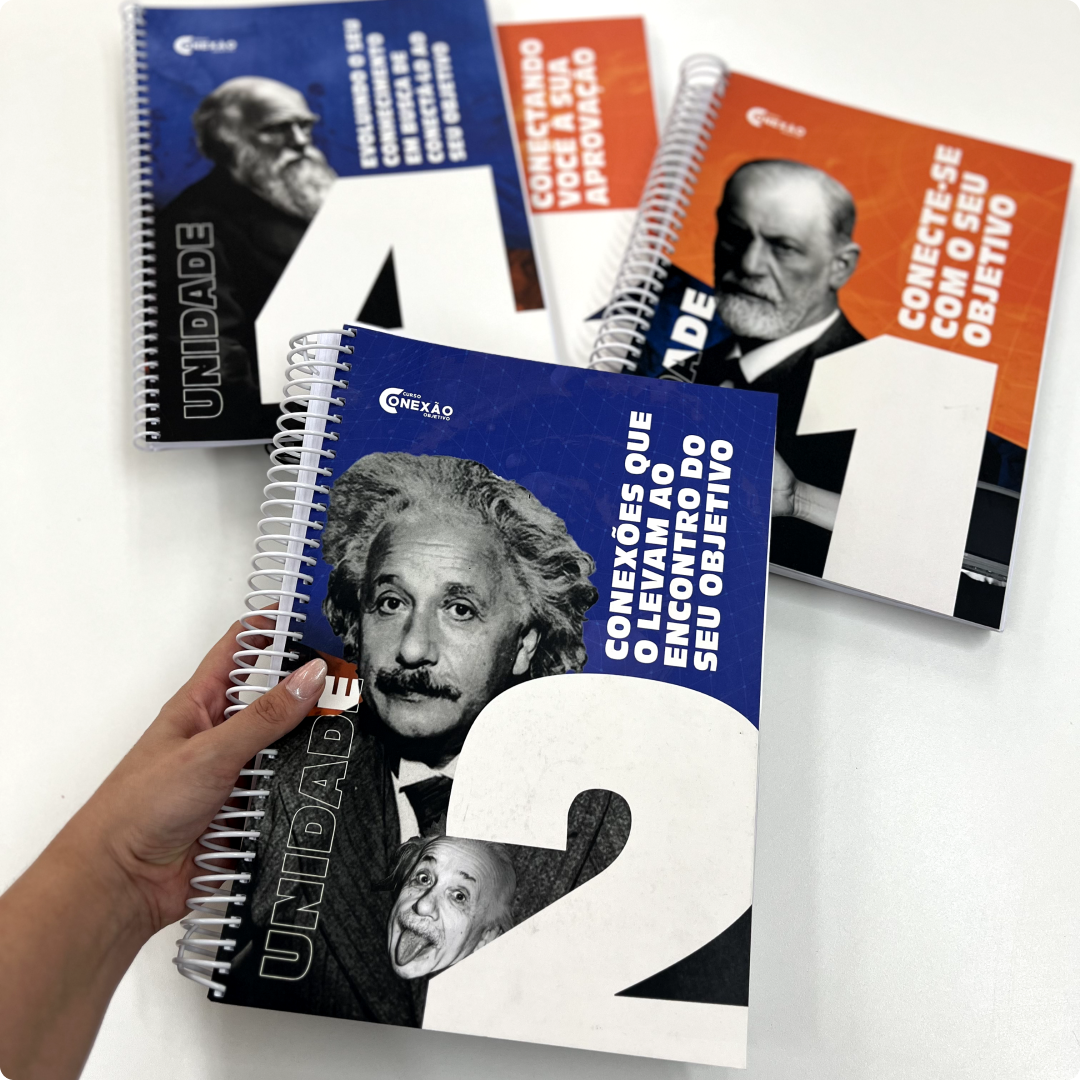 CONEXÃO
EVOLUINDO O SEU
CONHECIMENTO
EM BUSCA DE
CONECTÁ-LO AO
SEU OBJETIVO
UNIDADE
4
CONECTANDO
VOCÊ A SUA
APROVAÇÃO
CONEXÃO
CONECTE-SE
COM O SEU
OBJETIVO
DADE
1
CURSO
CONEXÃO
OBJETIVO
CONEXÕES QUE
O LEVAM AO
ENCONTRO DO
SEU OBJETIVO
UNIDADE
2